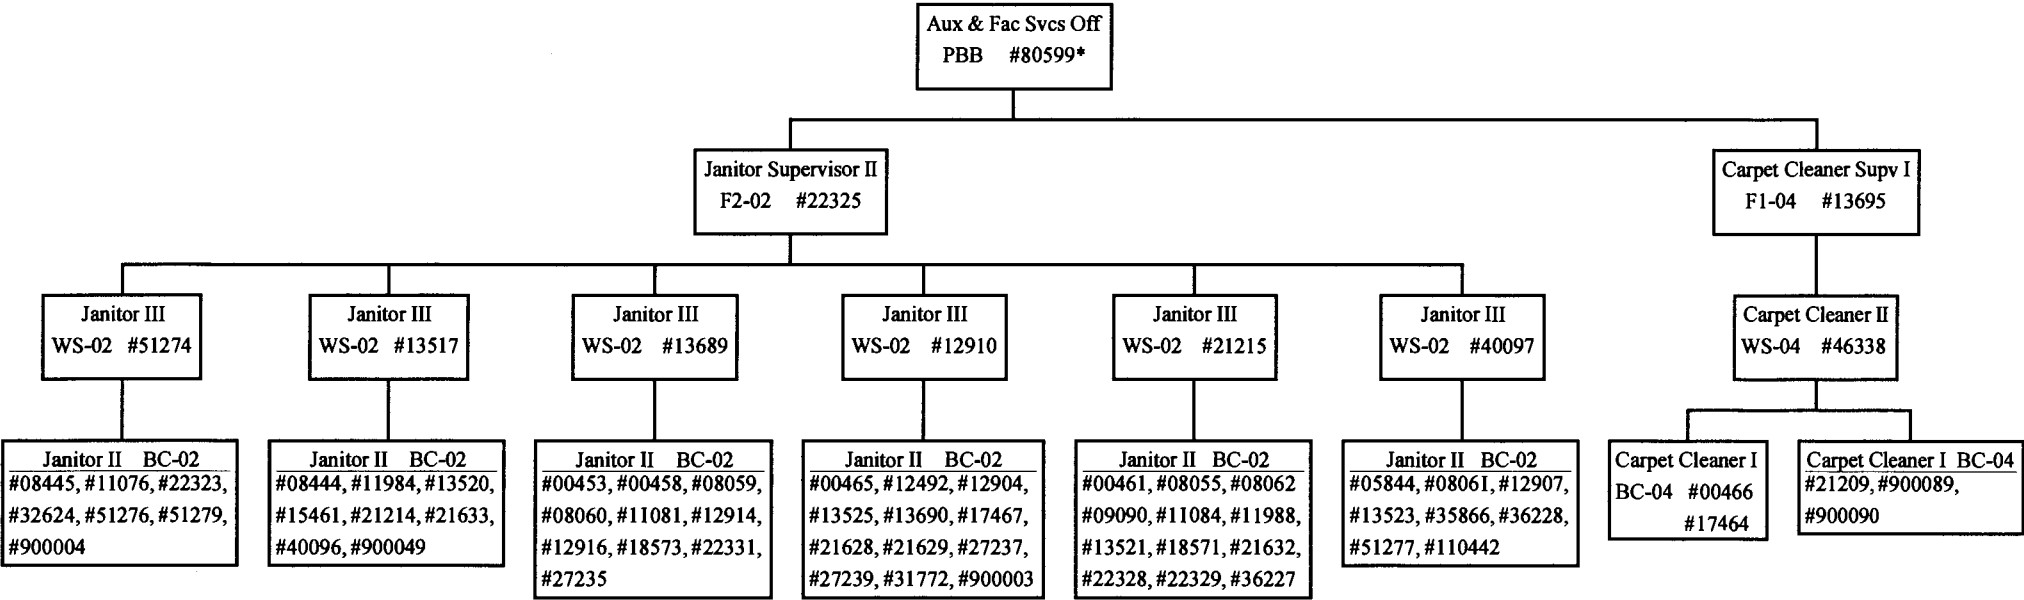 Aux & Fac Svcs Off
PBB #80599*
Janitor Supervisor II
F2-02 #22325
Carpet Cleaner Supv I
F1-04 #13695
Janitor III
WS-02 #51274
Janitor III
WS-02 #13517
Janitor III
WS-02 #13689
Janitor III
WS-02 #12910
Janitor III
WS-02 #21215
Janitor III
WS-02 #40097
Carpet Cleaner II
WS-04 #46338
Janitor II BC-02
#08445, #11076, #22323,
#32624, #51276, #51279,
#900004
Janitor II BC-02
#08444, #11984, #13520,
#15461, #21214, #21633,
#40096, #900049
Janitor II BC-02
#00453, #00458, #08059,
#08060, #11081, #12914,
#12916, #18573, #22331,
#27235
Janitor II BC-02
#00465, #12492, #12904,
#13525, #13690, #17467,
#21628, #21629, #27237,
#27239, #31772, #900003
Janitor II BC-02
#00461, #08055, #08062
#09090, #11084, #11988,
#13521, #18571, #21632,
#22328, #22329, #36227
Janitor II BC-02
#05844, #08061, #12907,
#13523, #35866, #36228,
#51277, #110442
Carpet Cleaner I
BC-04 #00466
#17464
Carpet Cleaner I BC-04
#21209, #900089,
#900090